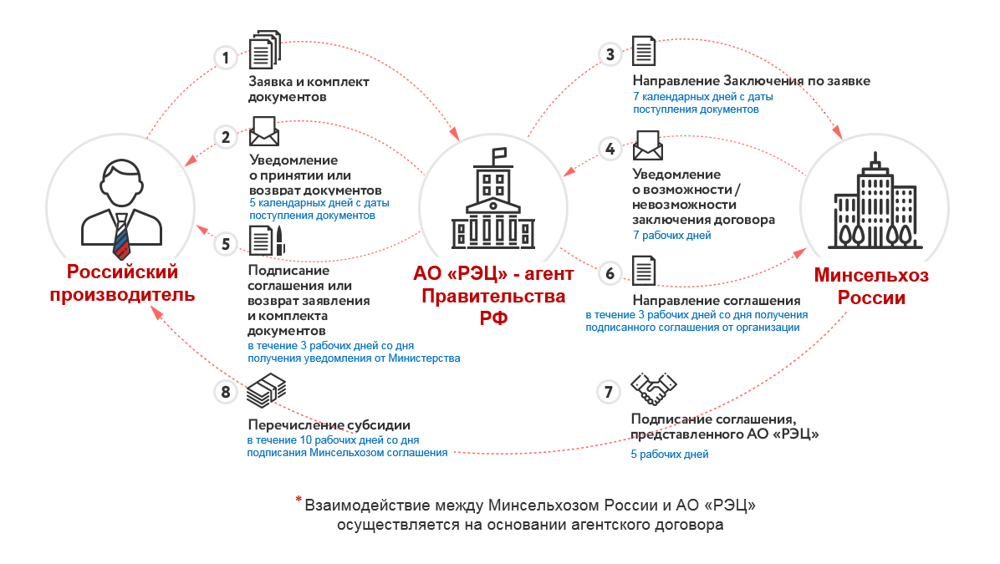 1
Заявка и комплект
документов
2
Уведомление
о принятии или
возврат документов
5 календарных дней с даты
поступления документов
3
Направление Заключения по заявке
7 календарных дней с даты
поступления документов
4
Уведомление
о возможности /
невозможности
заключения договора
7 рабочих дней
5
Подписание
соглашения или
возврат заявления
и комплекта
документов
в течение 3 рабочих дней со дня
получения уведомления от Министерства
6
Направление соглашения
в течение 3 рабочих дней со дня получения
подписанного соглашения от организации
Российский
производитель
АО «РЭЦ» - агент
Правительства
РФ
Минсельхоз
России
8
Перечисление субсидии
в течение 10 рабочих дней со дня
подписания Минсельхозом соглашения
7
Подписание соглашения,
представленного АО «РЭЦ»
5 рабочих дней
* Взаимодействие между Минсельхозом России и АО «РЭЦ»
осуществляется на основании агентского договора